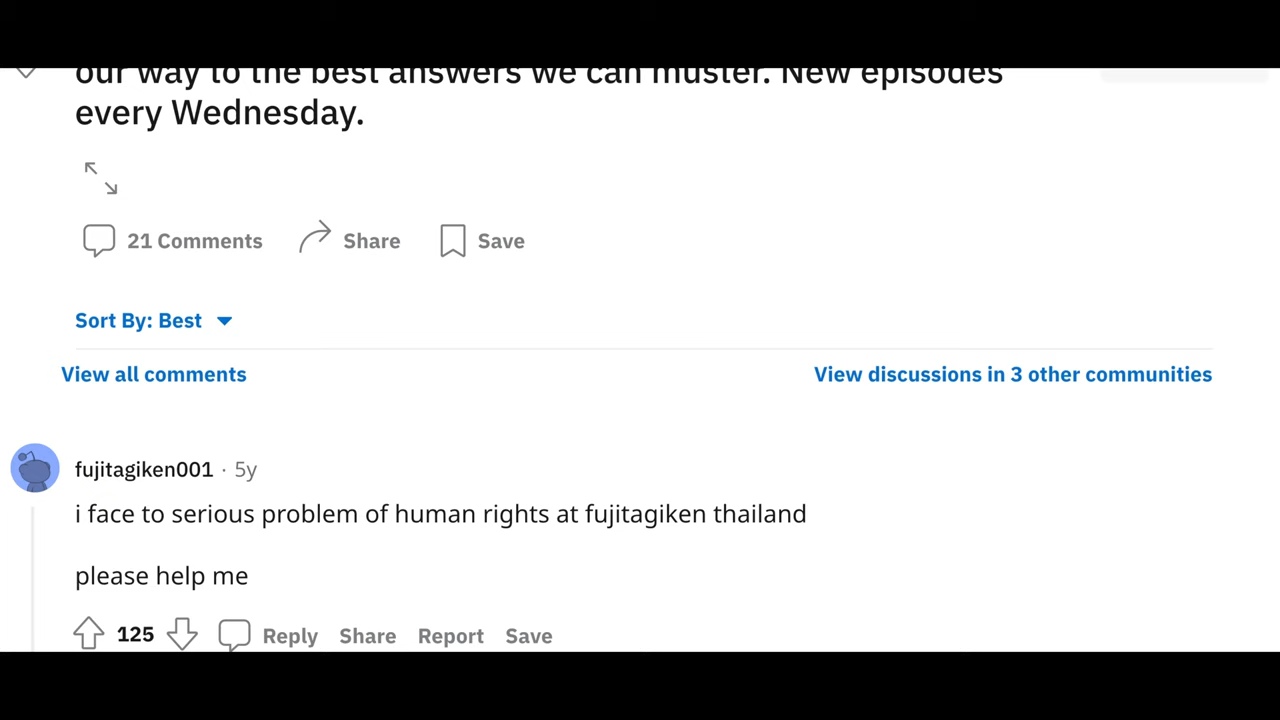 our way to the best answers we can muster. New episodes
every Wednesday.
21 Comments Share Save
Sort By: Best
View all comments View discussions in 3 other communities
fujitagiken001 · 5y
i face to serious problem of human rights at fujitagiken thailand
please help me
125 Reply Share Report Save